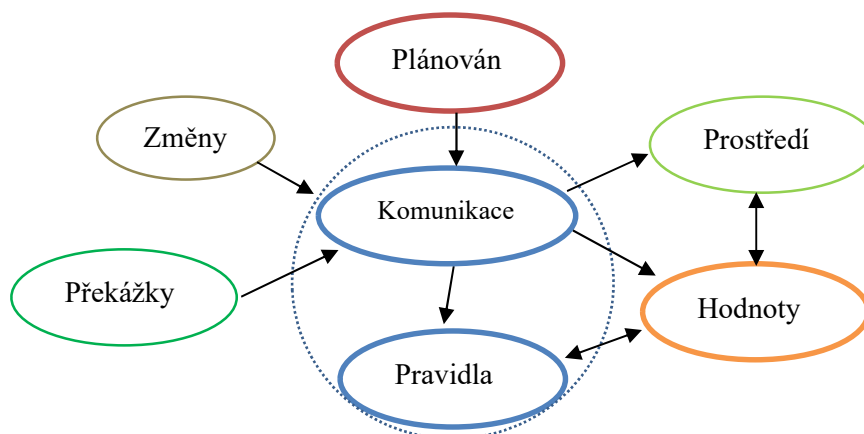 Plánován
Změny
Prostředí
Komunikace
Překážky
Hodnoty
Pravidla